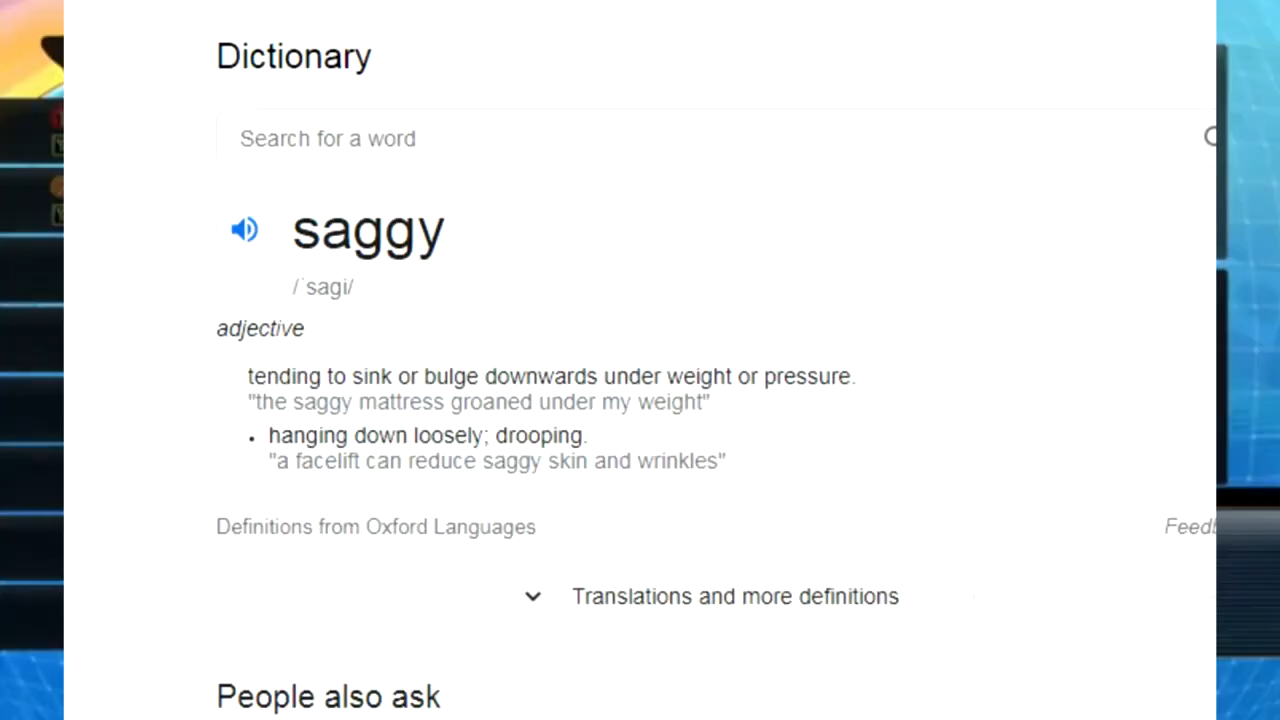 Dictionary
Search for a word
saggy
/ˈsagi/
adjective
tending to sink or bulge downwards under weight or pressure.
"the saggy mattress groaned under my weight"
• hanging down loosely; drooping.
"a facelift can reduce saggy skin and wrinkles"
Definitions from Oxford Languages
Translations and more definitions
People also ask